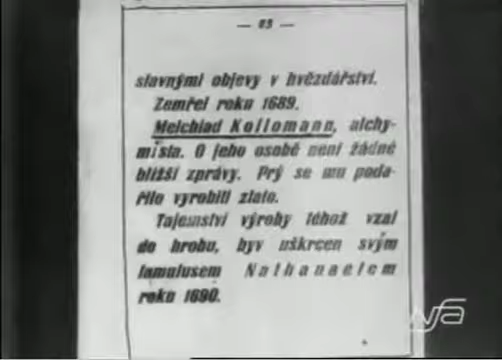 — 85 —
slavnými objevy v hvězdářství.
Zemřel roku 1689.
Melchiad Kollomann, alchy-
mista. O jeho osobě není žádné
bližší zprávy. Prý se mu poda-
řilo vyrobiti zlato.
Tajemství výroby téhož vzal
do hrobu, byv uškrcen svým
famulusem Nathanaelem
roku 1690.